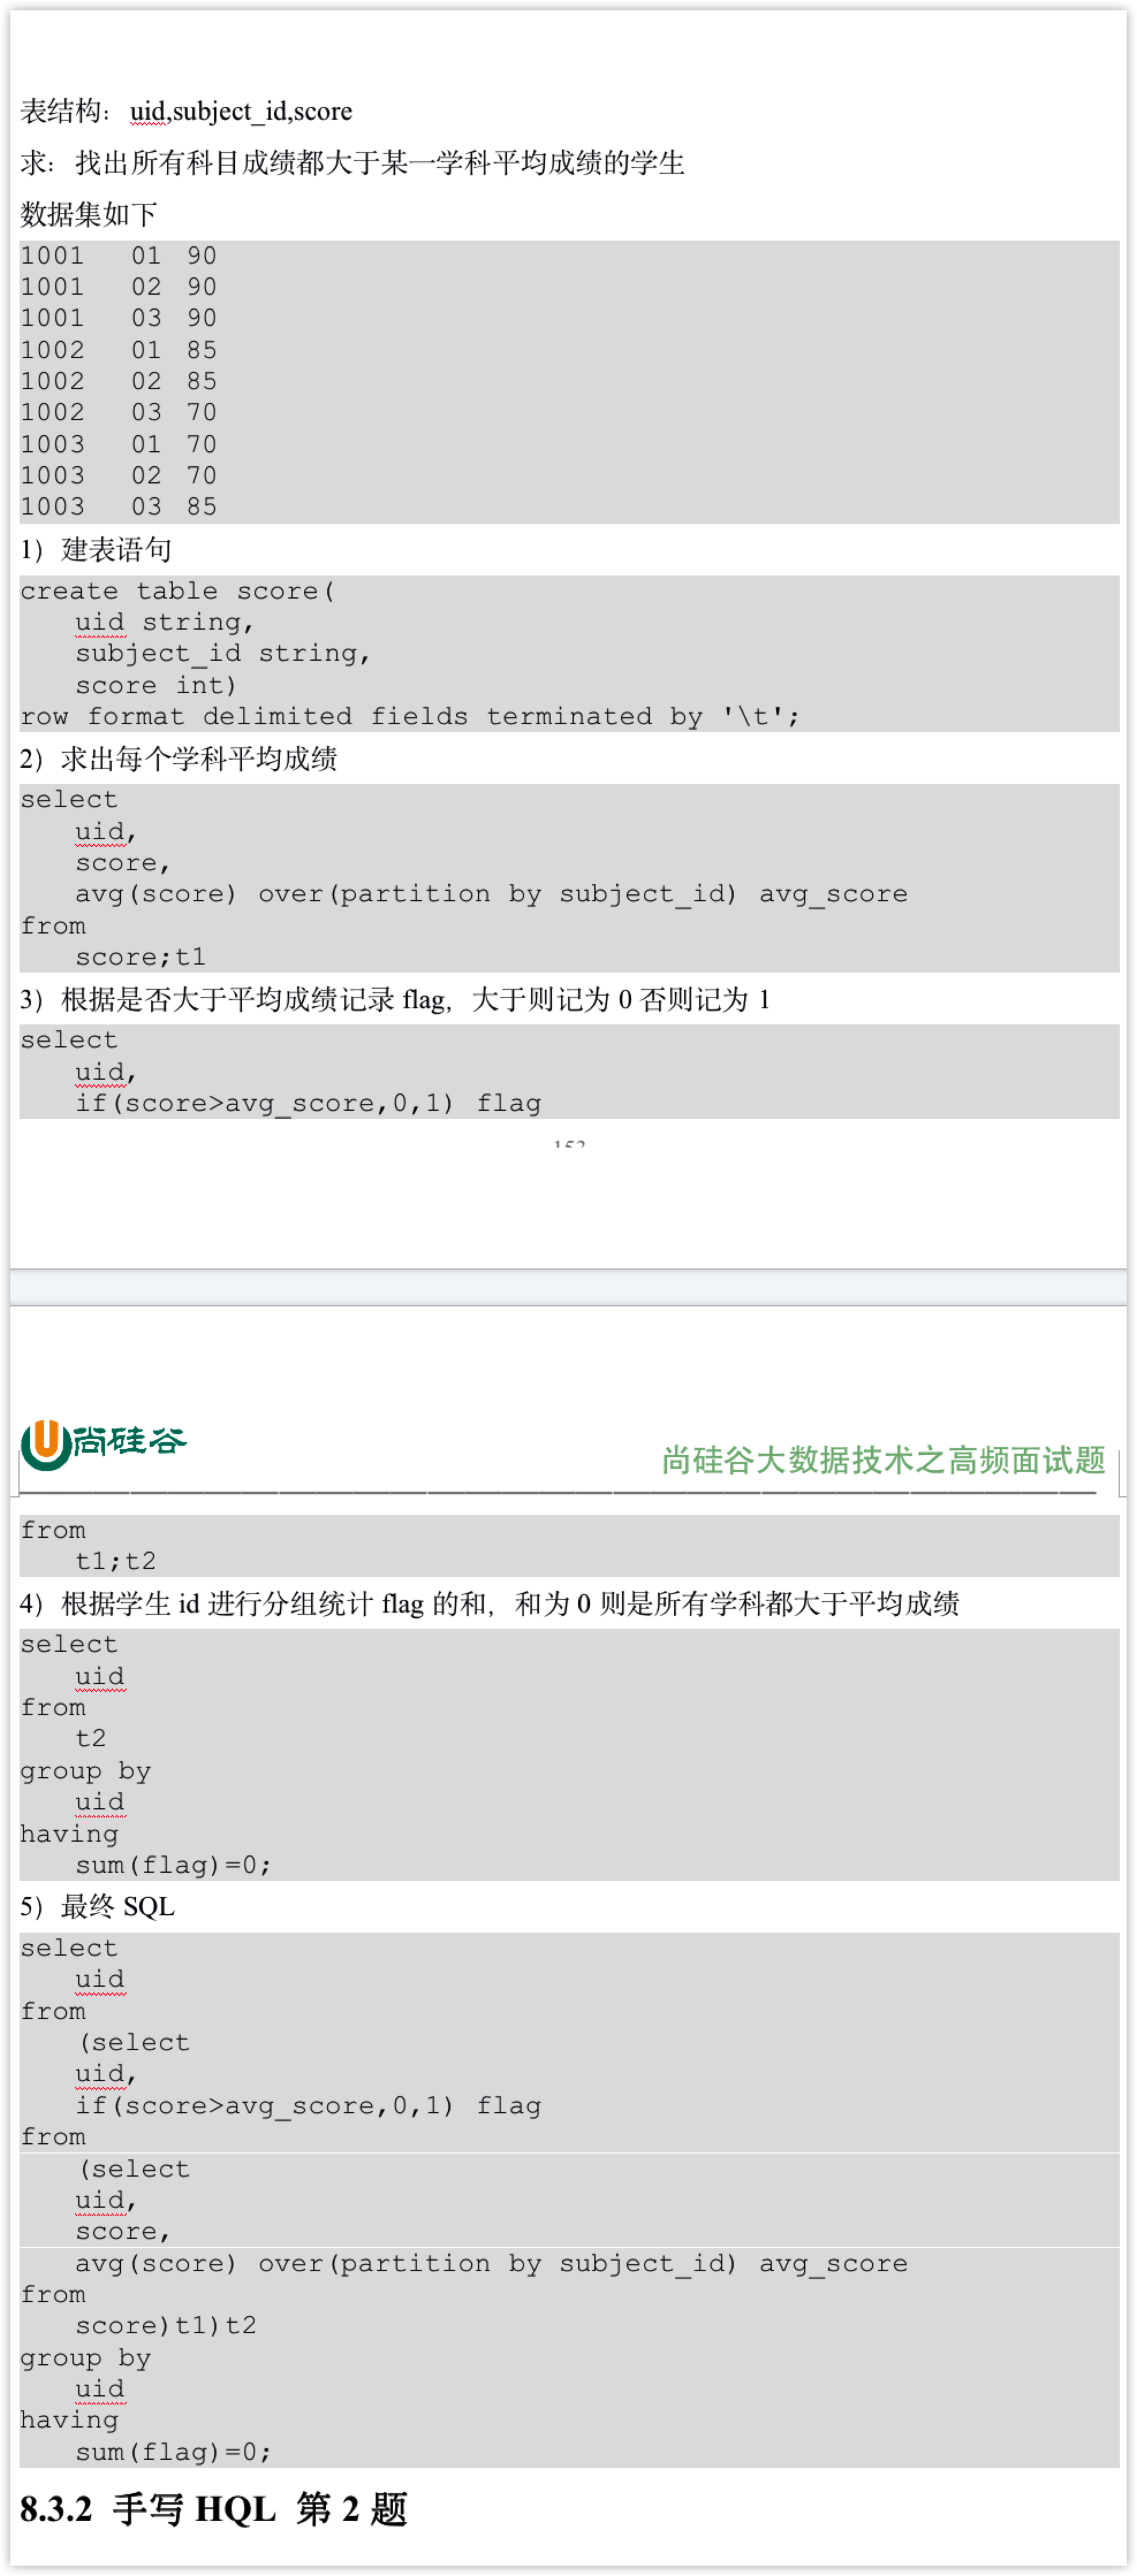 表结构：uid,subject_id,score
求：找出所有科目成绩都大于某一学科平均成绩的学生
数据集如下
1001 01 90
1001 02 90
1001 03 90
1002 01 85
1002 02 85
1002 03 70
1003 01 70
1003 02 70
1003 03 85
1）建表语句
create table score(
uid string,
subject_id string,
score int)
row format delimited fields terminated by '\t';
2）求出每个学科平均成绩
select
uid,
score,
avg(score) over(partition by subject_id) avg_score
from
score;t1
3）根据是否大于平均成绩记录 flag，大于则记为 0 否则记为 1
select
uid,
if(score>avg_score,0,1) flag
尚硅谷
尚硅谷大数据技术之高频面试题
from
t1;t2
4）根据学生 id 进行分组统计 flag 的和，和为 0 则是所有学科都大于平均成绩
select
uid
from
t2
group by
uid
having
sum(flag)=0;
5）最终 SQL
select
uid
from
(select
uid,
if(score>avg_score,0,1) flag
from
(select
uid,
score,
avg(score) over(partition by subject_id) avg_score
from
score)t1)t2
group by
uid
having
sum(flag)=0;
8.3.2 手写 HQL 第 2 题